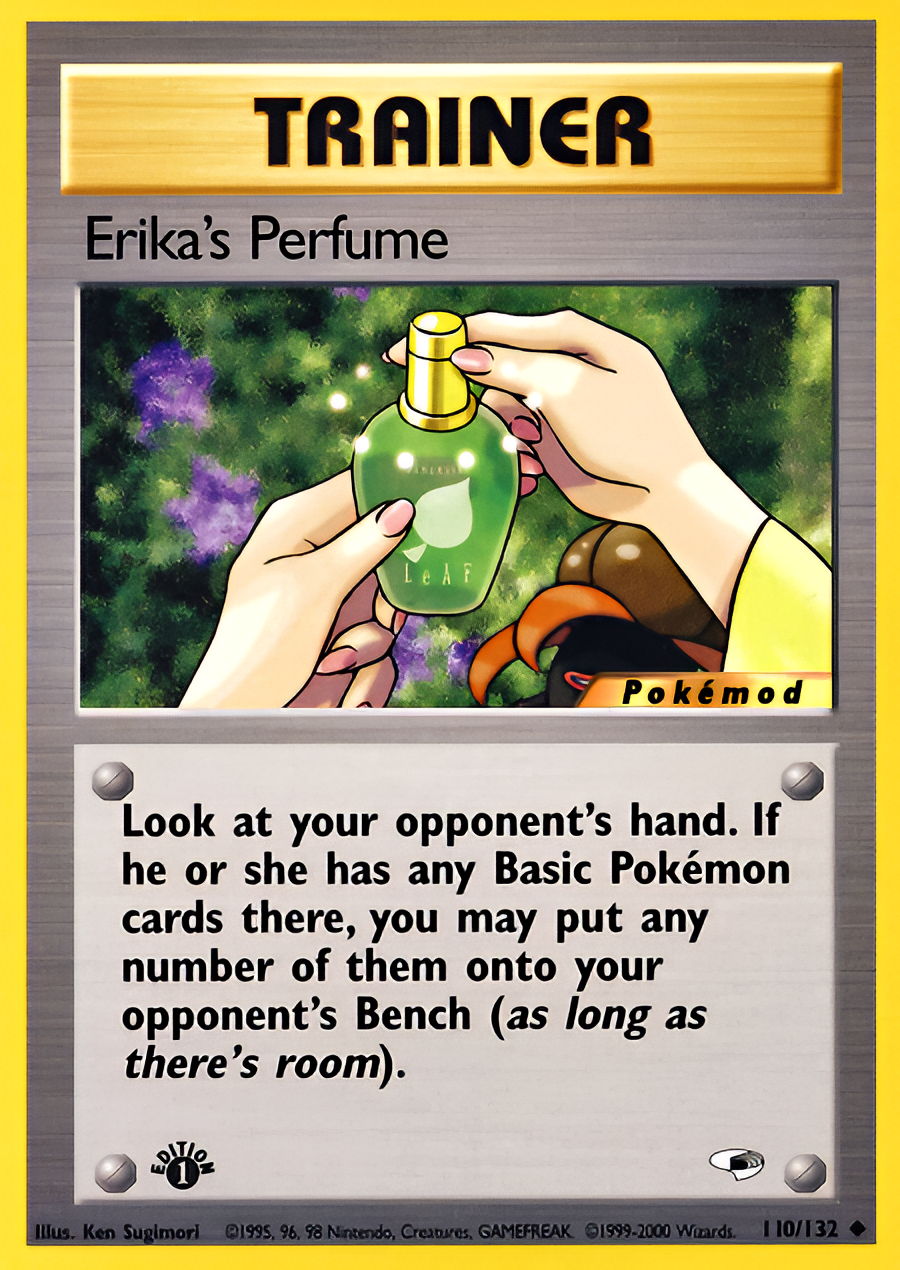 TRAINER
Erika's Perfume
LeAF
Pokémod
Look at your opponent's hand. If
he or she has any Basic Pokémon
cards there, you may put any
number of them onto your
opponent's Bench (as long as
there's room).
EDITION
1
Illus. Ken Sugimori ©1995, 96, 98 Nintendo, Creatures, GAMEFREAK. ©1999-2000 Wizards. 110/132